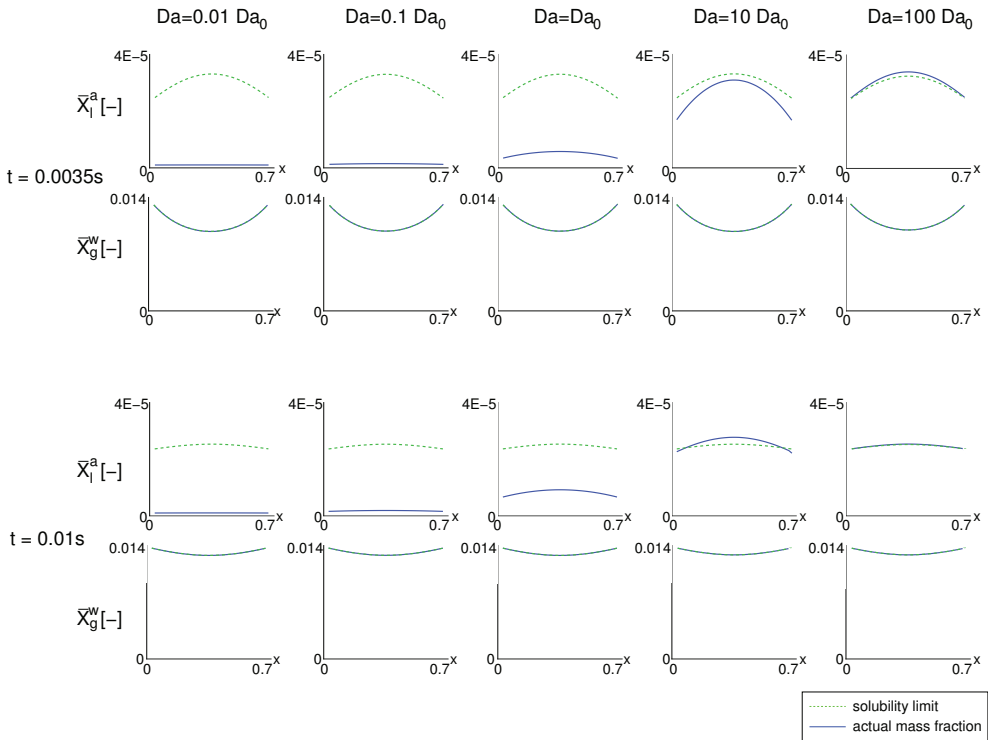 Da=0.01 Da0 Da=0.1 Da0 Da=Da0 Da=10 Da0 Da=100 Da0
4E-5 4E-5 4E-5 4E-5 4E-5
X̅_l^a [–]
0 0 0 0 0
0 0.7 x 0 0.7 x 0 0.7 x 0 0.7 x 0 0.7 x
t = 0.0035s
0.014 0.014 0.014 0.014 0.014
X̅_g^w [–]
0 0 0 0 0
0 0.7 x 0 0.7 x 0 0.7 x 0 0.7 x 0 0.7 x
4E-5 4E-5 4E-5 4E-5 4E-5
X̅_l^a [–]
0 0 0 0 0
0 0.7 x 0 0.7 x 0 0.7 x 0 0.7 x 0 0.7 x
t = 0.01s
0.014 0.014 0.014 0.014 0.014
X̅_g^w [–]
0 0 0 0 0
0 0.7 x 0 0.7 x 0 0.7 x 0 0.7 x 0 0.7 x
solubility limit
actual mass fraction